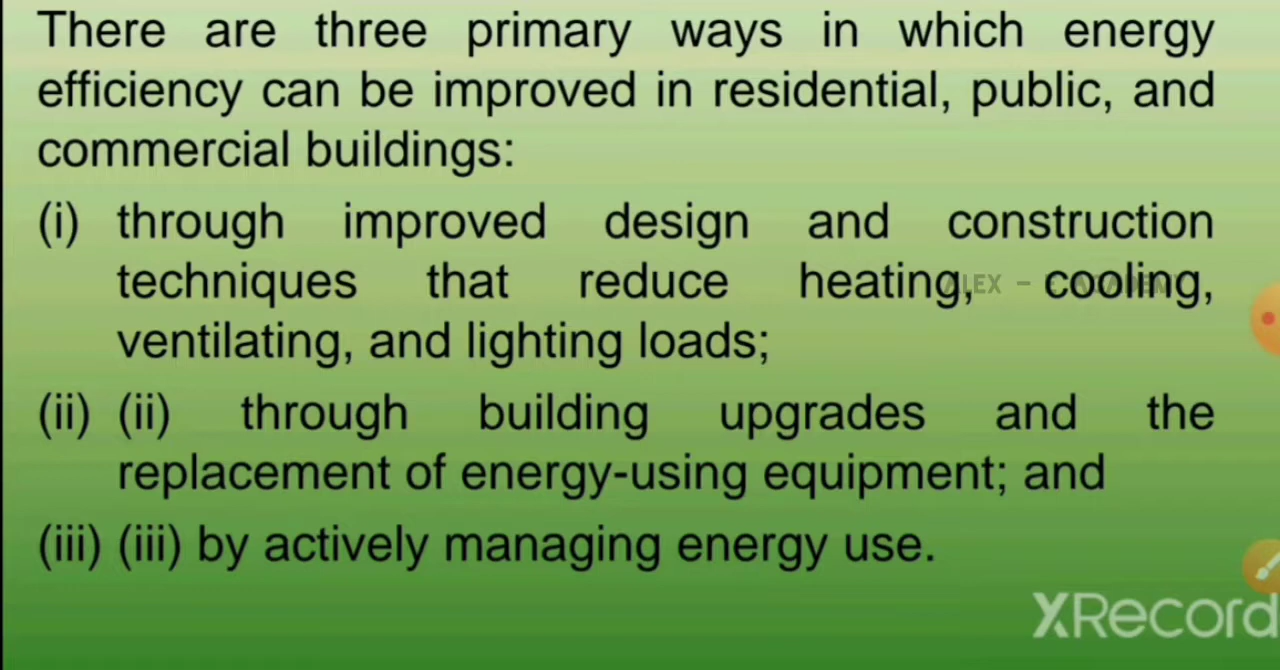 There are three primary ways in which energy
efficiency can be improved in residential, public, and
commercial buildings:
(i) through improved design and construction
techniques that reduce heating, cooling,
ventilating, and lighting loads;
(ii) (ii) through building upgrades and the
replacement of energy-using equipment; and
(iii) (iii) by actively managing energy use.
ALEX - E ACADEMY
XRecord